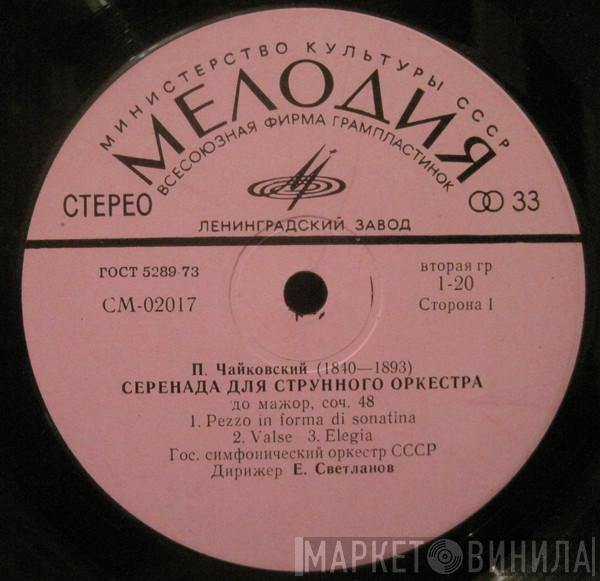 МИНИСТЕРСТВО КУЛЬТУРЫ СССР
МЕЛОДИЯ
ВСЕСОЮЗНАЯ ФИРМА ГРАМПЛАСТИНОК
СТЕРЕО
33
ЛЕНИНГРАДСКИЙ ЗАВОД
ГОСТ 5289-73
вторая гр
СМ-02017
1-20
Сторона 1
П. Чайковский (1840—1893)
СЕРЕНАДА ДЛЯ СТРУННОГО ОРКЕСТРА
до мажор, соч. 48
1. Pezzo in forma di sonatina
2. Valse 3. Elegia
Гос. симфонический оркестр СССР
Дирижер Е. Светланов
МАРКЕТ ВИНИЛА